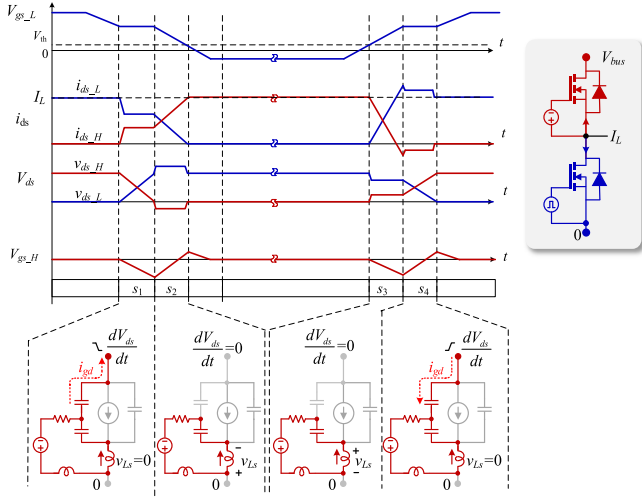 V_gs_L
V_th
0
t
I_L
i_ds_L
i_ds
i_ds_H
t
V_ds
v_ds_H
v_ds_L
t
V_gs_H
t
s_1 s_2 s_3 s_4
V_bus
I_L
0
dV_ds/dt
dV_ds/dt=0
dV_ds/dt=0
dV_ds/dt
i_gd
i_gd
+
−
+
−
+
−
+
−
+
−
v_Ls=0
−
v_Ls
+
+
v_Ls
−
v_Ls=0
0
0
0
0